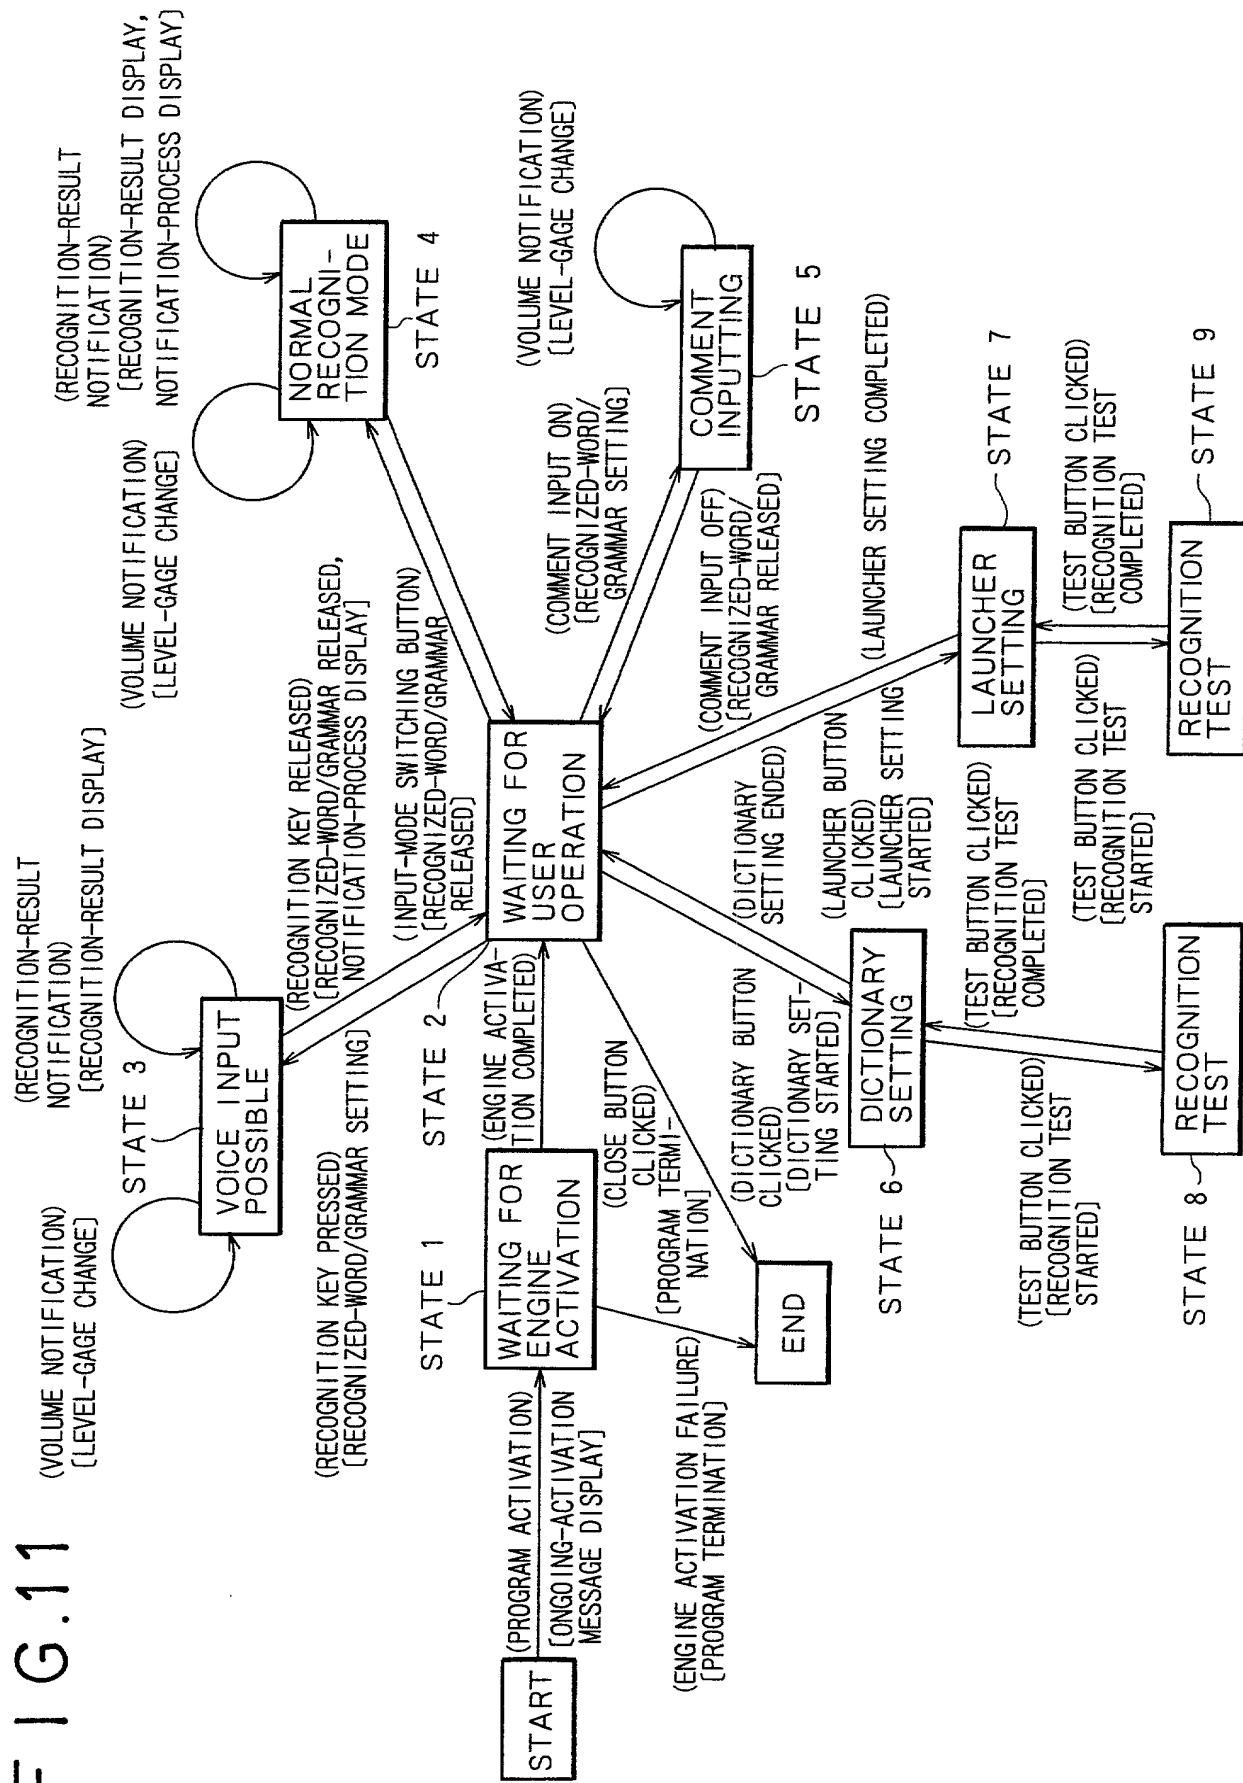 FIG.11
(VOLUME NOTIFICATION)
[LEVEL-GAGE CHANGE]
(RECOGNITION-RESULT
NOTIFICATION)
[RECOGNITION-RESULT DISPLAY]
STATE 3
VOICE INPUT
POSSIBLE
(VOLUME NOTIFICATION)
[LEVEL-GAGE CHANGE]
(RECOGNITION-RESULT
NOTIFICATION)
[RECOGNITION-RESULT DISPLAY,
NOTIFICATION-PROCESS DISPLAY]
NORMAL
RECOGNI-
TION MODE
STATE 4
(RECOGNITION KEY PRESSED)
[RECOGNIZED-WORD/GRAMMAR SETTING]
(RECOGNITION KEY RELEASED)
[RECOGNIZED-WORD/GRAMMAR RELEASED,
NOTIFICATION-PROCESS DISPLAY]
(INPUT-MODE SWITCHING BUTTON)
[RECOGNIZED-WORD/GRAMMAR
RELEASED]
STATE 1
STATE 2
START
(PROGRAM ACTIVATION)
[ONGOING-ACTIVATION
MESSAGE DISPLAY]
WAITING FOR
ENGINE
ACTIVATION
(ENGINE ACTIVA-
TION COMPLETED)
WAITING FOR
USER
OPERATION
(COMMENT INPUT ON)
[RECOGNIZED-WORD/
GRAMMAR SETTING]
(VOLUME NOTIFICATION)
[LEVEL-GAGE CHANGE]
COMMENT
INPUTTING
STATE 5
(COMMENT INPUT OFF)
[RECOGNIZED-WORD/
GRAMMAR RELEASED]
(ENGINE ACTIVATION FAILURE)
[PROGRAM TERMINATION]
END
(CLOSE BUTTON
CLICKED)
[PROGRAM TERMI-
NATION]
(DICTIONARY BUTTON
CLICKED)
[DICTIONARY SET-
TING STARTED]
(DICTIONARY
SETTING ENDED)
(LAUNCHER BUTTON
CLICKED)
[LAUNCHER SETTING
STARTED]
(LAUNCHER SETTING COMPLETED)
STATE 6
DICTIONARY
SETTING
LAUNCHER
SETTING
STATE 7
(TEST BUTTON CLICKED)
[RECOGNITION TEST
STARTED]
(TEST BUTTON CLICKED)
[RECOGNITION TEST
COMPLETED]
(TEST BUTTON CLICKED)
[RECOGNITION TEST
STARTED]
(TEST BUTTON CLICKED)
[RECOGNITION TEST
COMPLETED]
STATE 8
RECOGNITION
TEST
RECOGNITION
TEST
STATE 9